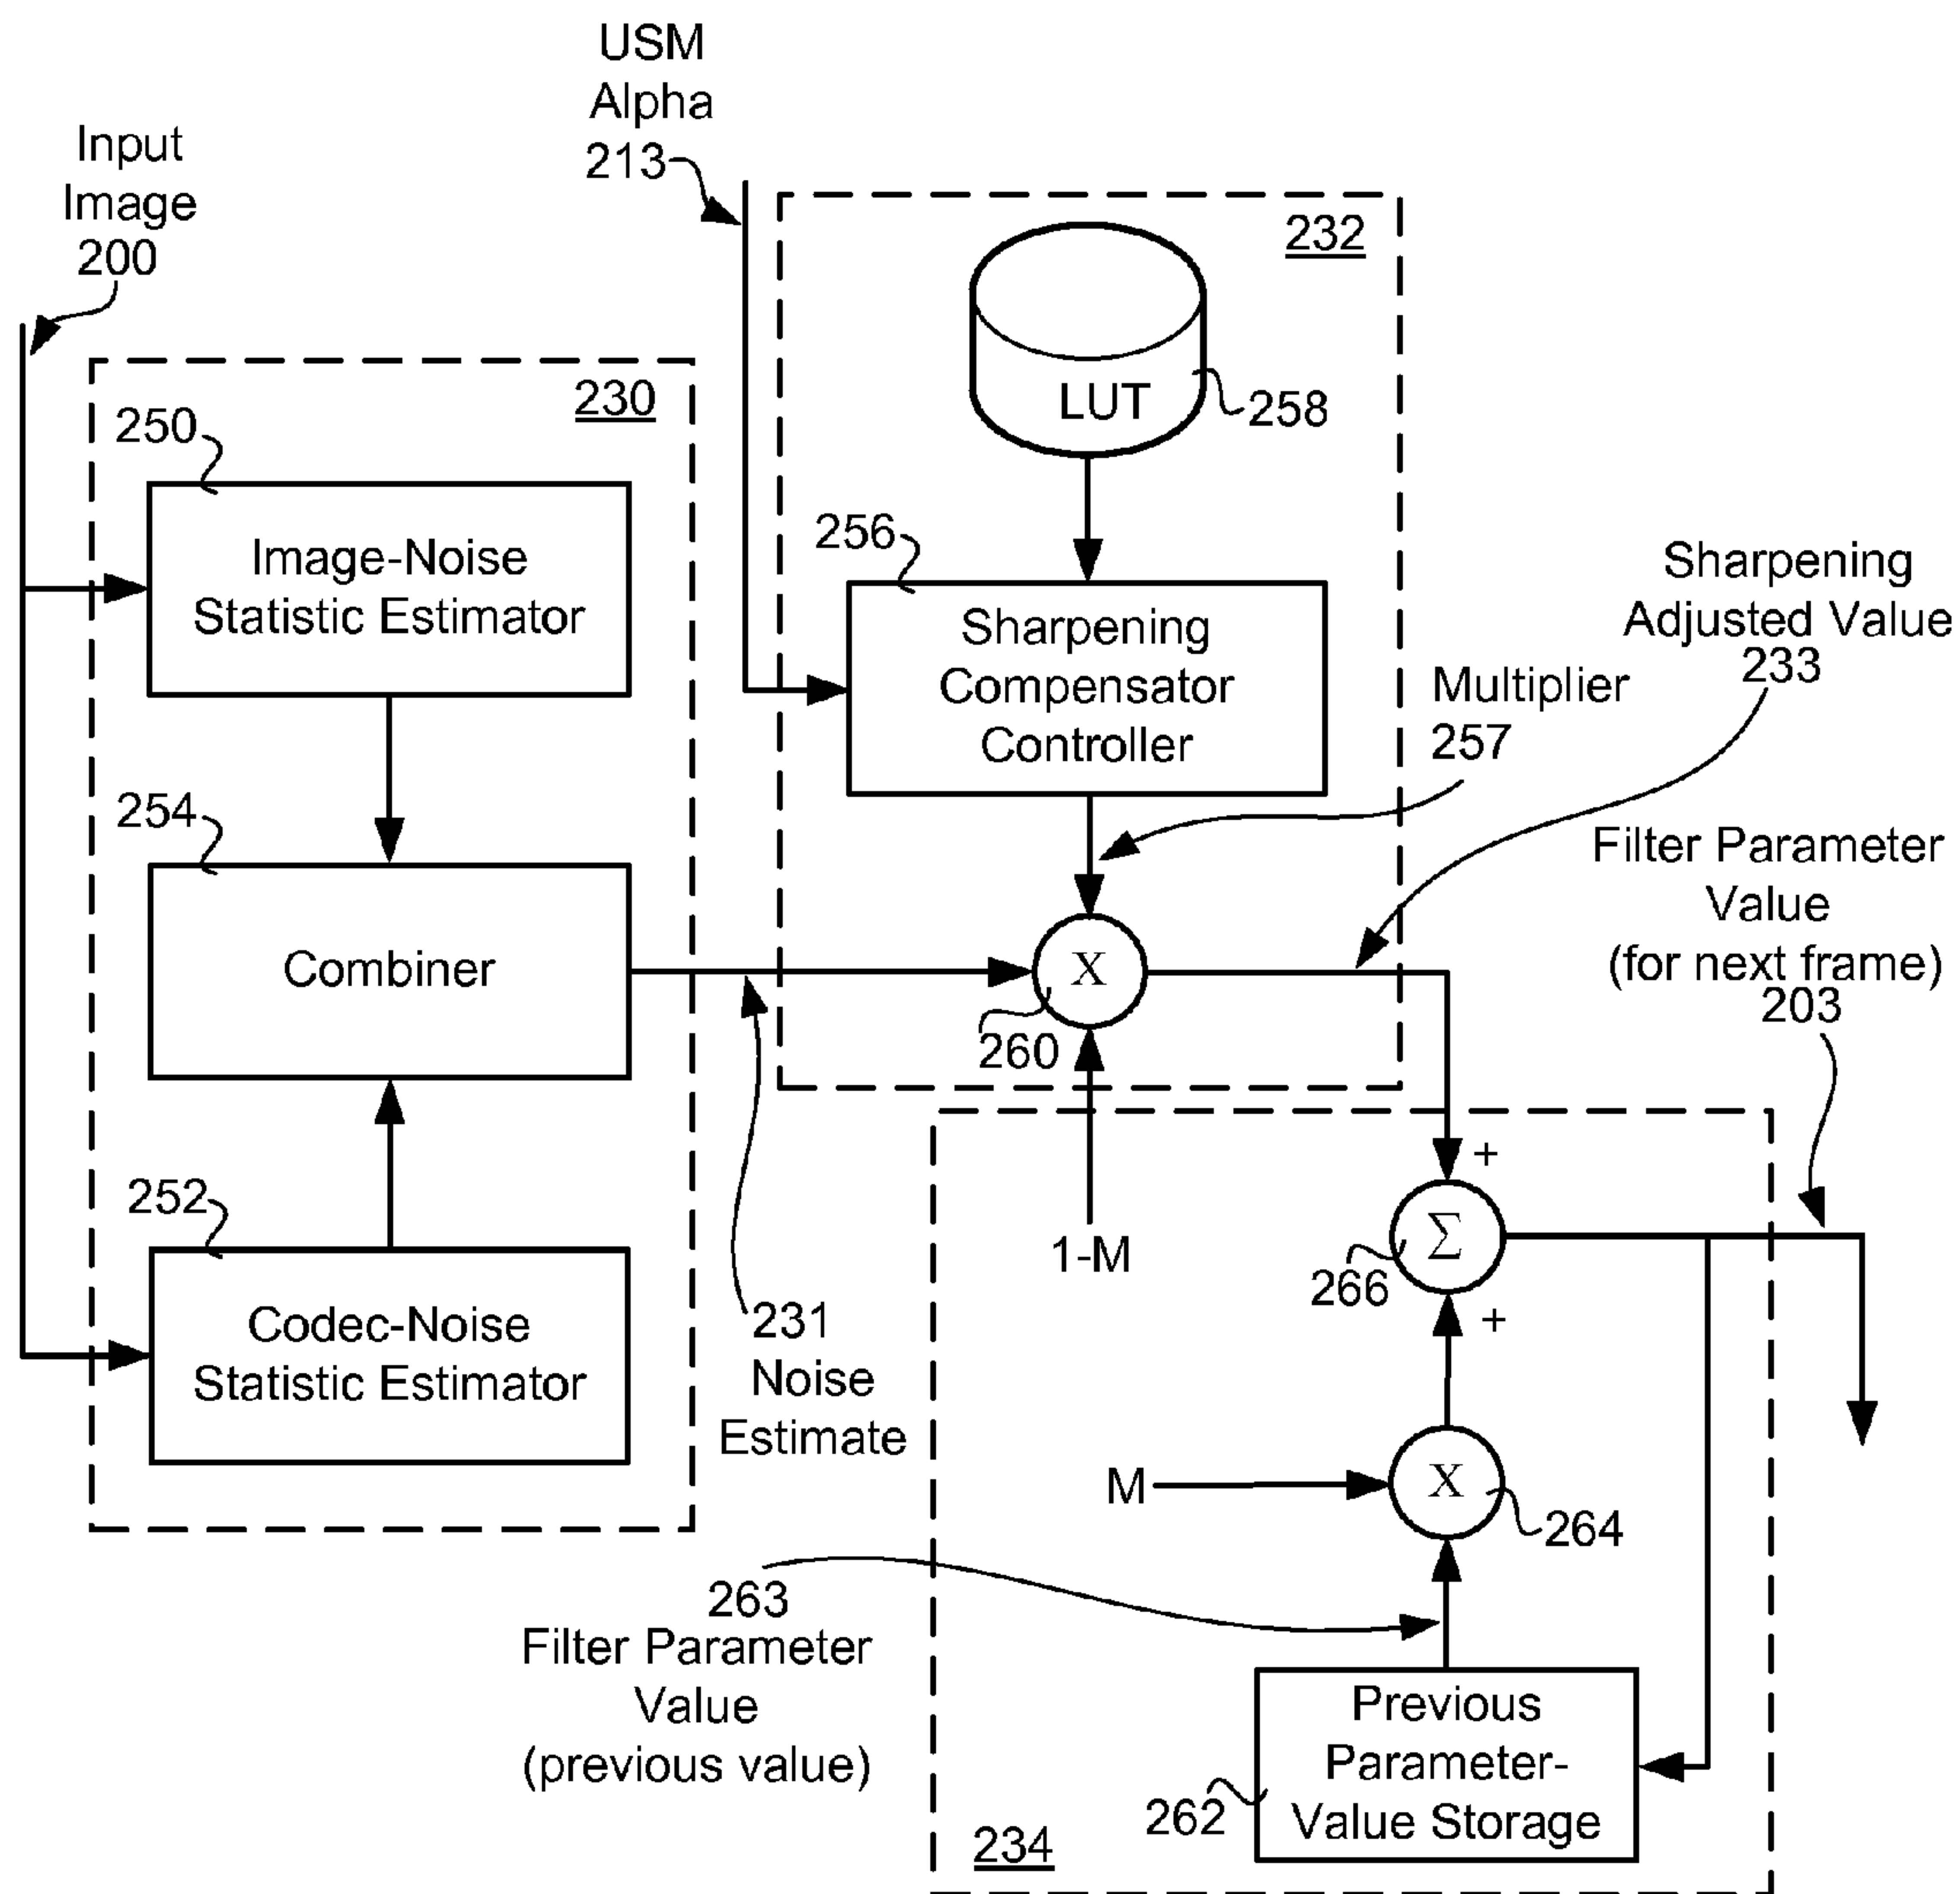 USM
Alpha
213
Input
Image
200
232
LUT
258
230
250
Image-Noise
Statistic Estimator
256
Sharpening
Compensator
Controller
Sharpening
Adjusted Value
233
Multiplier
257
254
Combiner
X
260
Filter Parameter
Value
(for next frame)
203
1-M
+
Σ
266
+
252
Codec-Noise
Statistic Estimator
231
Noise
Estimate
M
X
264
263
Filter Parameter
Value
(previous value)
Previous
Parameter-
Value Storage
262
234